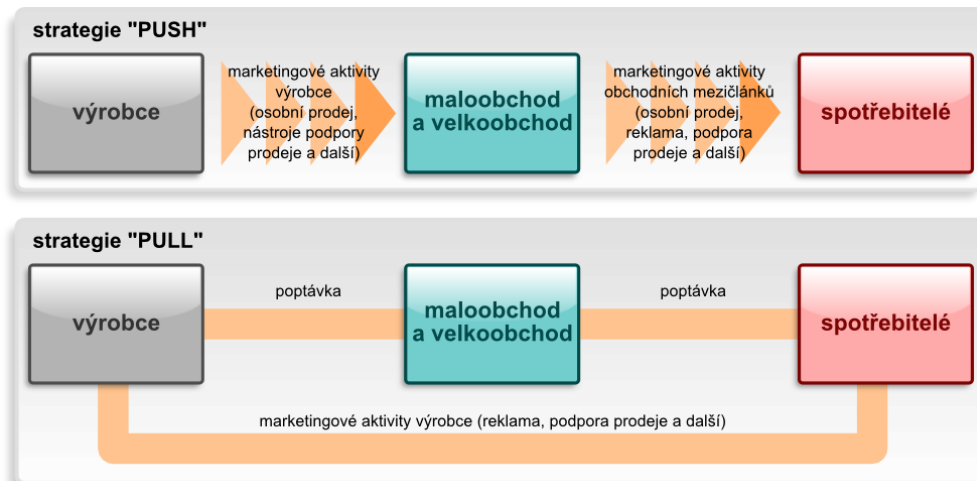 strategie "PUSH"
výrobce
marketingové aktivity
výrobce
(osobní prodej,
nástroje podpory
prodeje a další)
maloobchod
a velkoobchod
marketingové aktivity
obchodních mezičlánků
(osobní prodej,
reklama, podpora
prodeje a další)
spotřebitelé
strategie "PULL"
výrobce
poptávka
maloobchod
a velkoobchod
poptávka
spotřebitelé
marketingové aktivity výrobce (reklama, podpora prodeje a další)